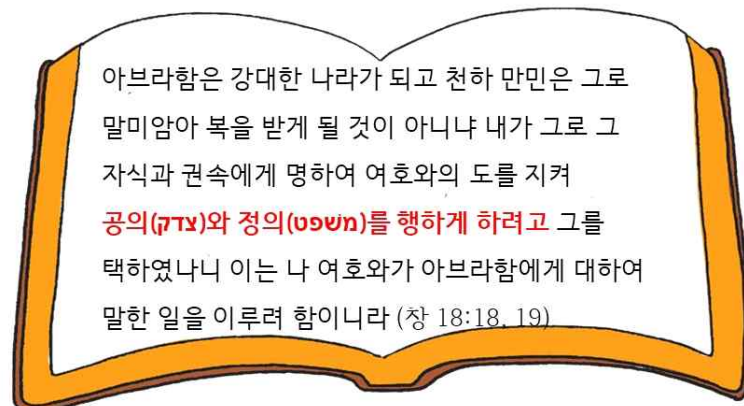 아브라함은 강대한 나라가 되고 천하 만민은 그로
말미암아 복을 받게 될 것이 아니냐 내가 그로 그
자식과 권속에게 명하여 여호와의 도를 지켜
공의(צדק)와 정의(משׁפט)를 행하게 하려고 그를
택하였나니 이는 나 여호와가 아브라함에게 대하여
말한 일을 이루려 함이니라 (창 18:18, 19)